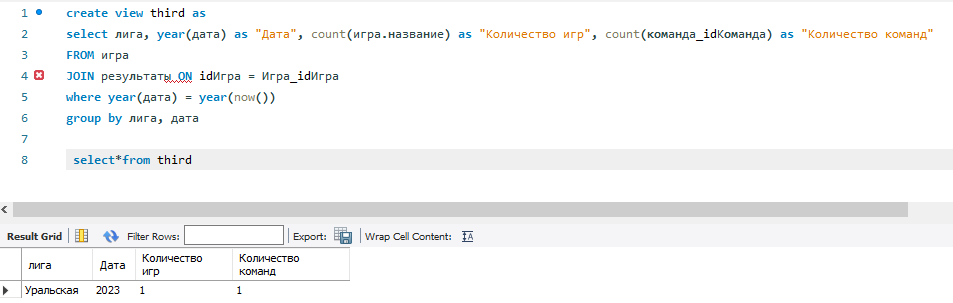 1 create view third as
2 select лига, year(дата) as "Дата", count(игра.название) as "Количество игр", count(команда_idКоманда) as "Количество команд"
3 FROM игра
4 JOIN результаты ON idИгра = Игра_idИгра
5 where year(дата) = year(now())
6 group by лига, дата
7
8 select*from third
Result Grid Filter Rows: Export: Wrap Cell Content:
лига Дата Количество игр Количество команд
Уральская 2023 1 1